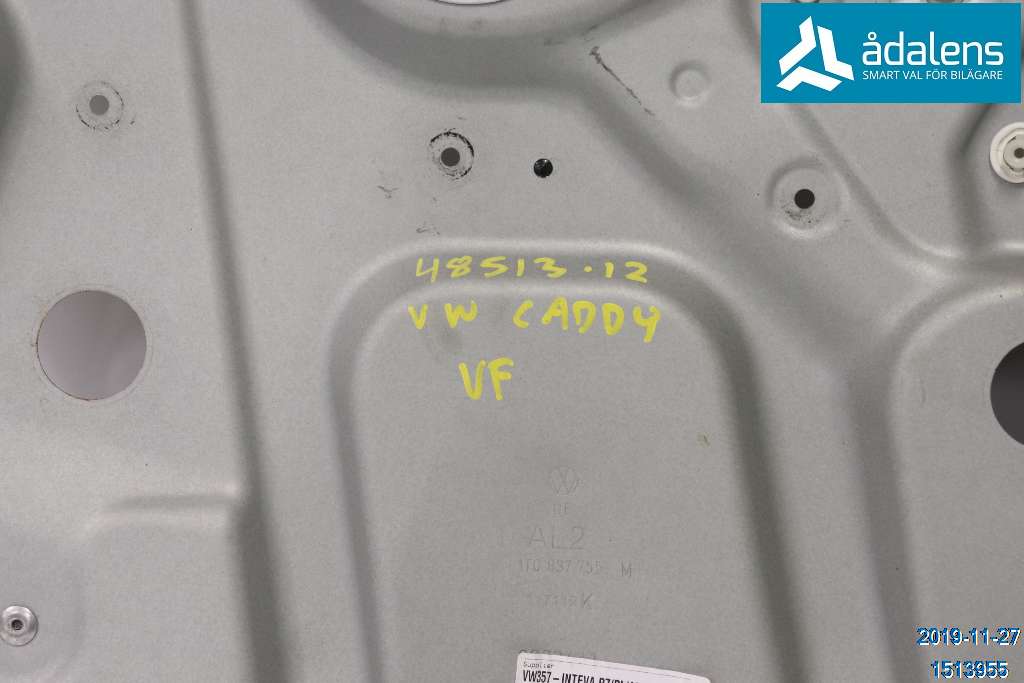 ådalens
SMART VAL FÖR BILÄGARE
48513.12
VW CADDY
VF
AL2
837 755 M
Supplier
VW357 – INTEVA
2019-11-27
1513955